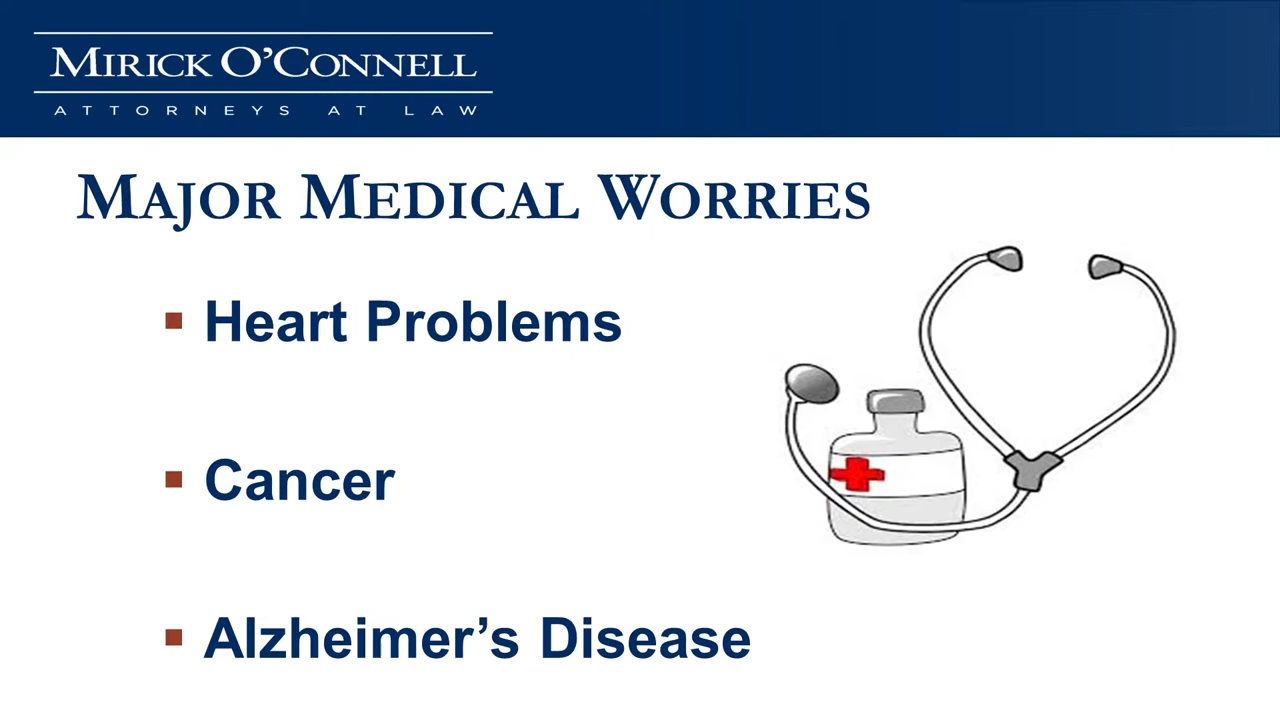 MIRICK O'CONNELL
ATTORNEYS AT LAW
MAJOR MEDICAL WORRIES
▪ Heart Problems
▪ Cancer
▪ Alzheimer’s Disease